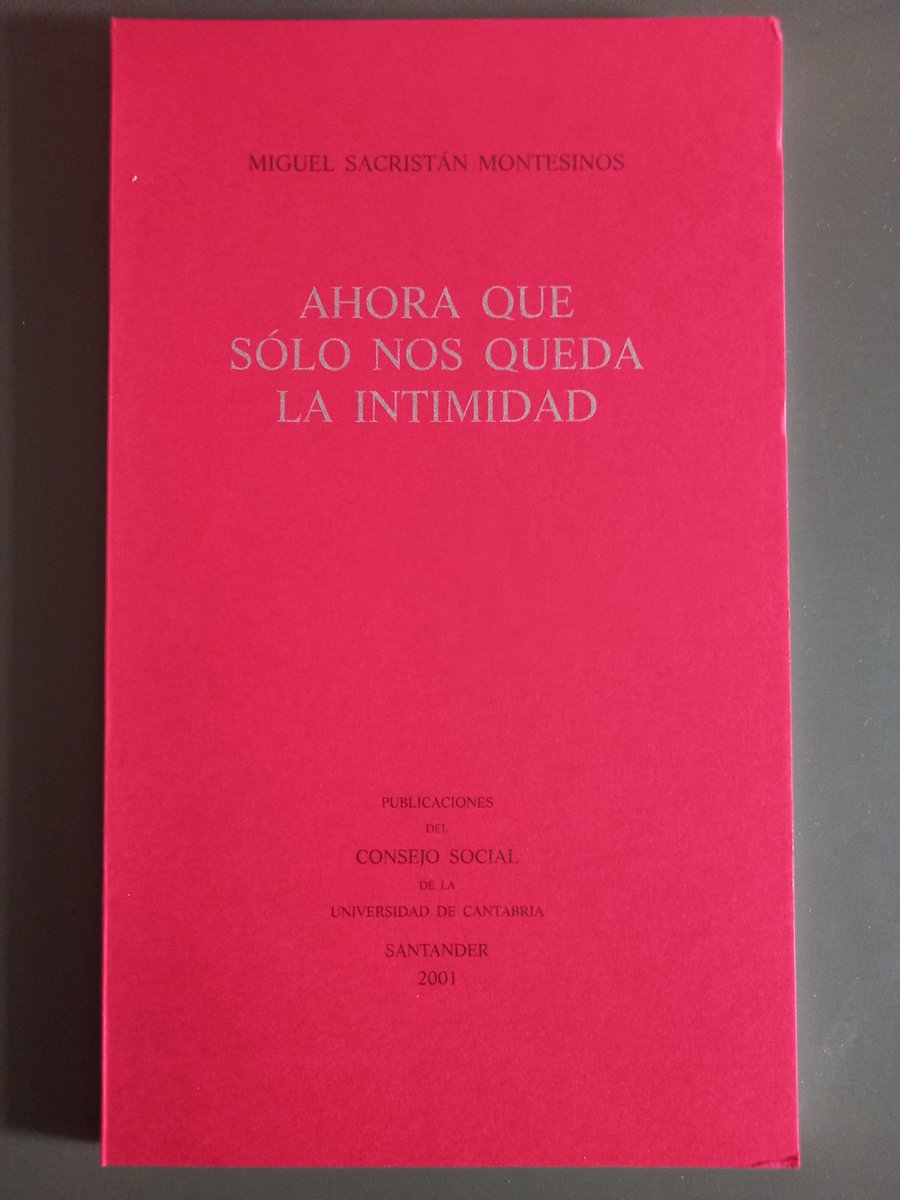 MIGUEL SACRISTÁN MONTESINOS
AHORA QUE
SÓLO NOS QUEDA
LA INTIMIDAD
PUBLICACIONES
DEL
CONSEJO SOCIAL
DE LA
UNIVERSIDAD DE CANTABRIA
SANTANDER
2001